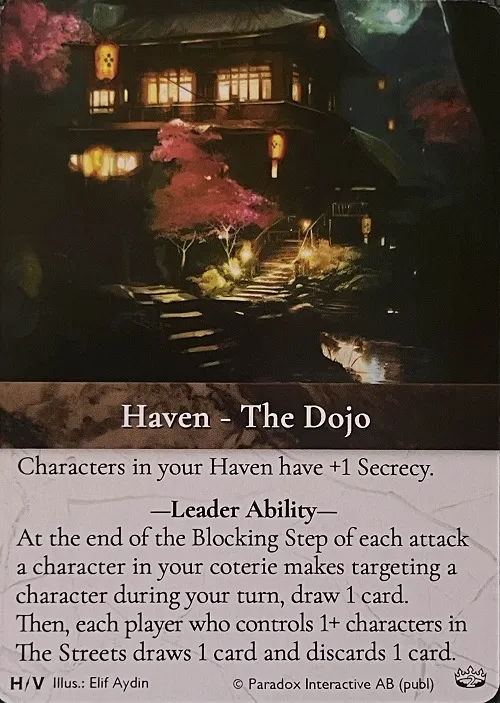 Haven - The Dojo
Characters in your Haven have +1 Secrecy.
—Leader Ability—
At the end of the Blocking Step of each attack
a character in your coterie makes targeting a
character during your turn, draw 1 card.
Then, each player who controls 1+ characters in
The Streets draws 1 card and discards 1 card.
H/V Illus.: Elif Aydin © Paradox Interactive AB (publ) 2